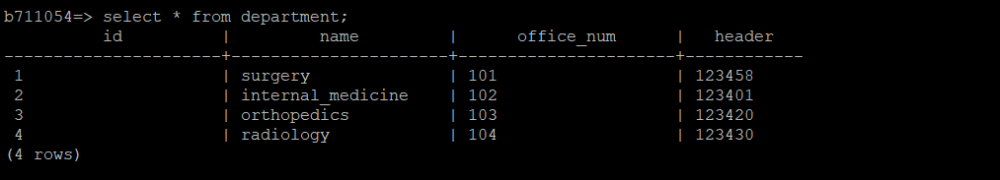 b711054=> select * from department;
id | name | office_num | header
----------------------+----------------------+----------------------+------------
1 | surgery | 101 | 123458
2 | internal_medicine | 102 | 123401
3 | orthopedics | 103 | 123420
4 | radiology | 104 | 123430
(4 rows)